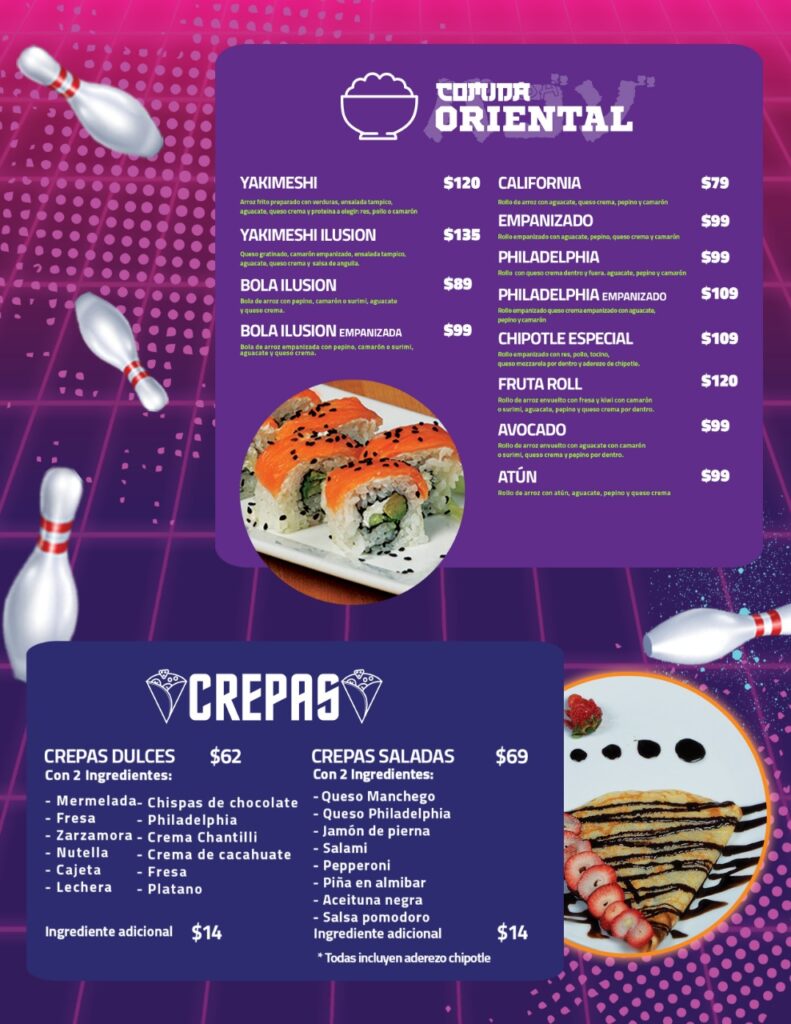 COMIDA
ORIENTAL
YAKIMESHI $120
Arroz frito preparado con verduras, ensalada tampico,
aguacate, queso crema y proteina a elegir: res, pollo o camarón
YAKIMESHI ILUSION $135
Queso gratinado, camarón empanizado, ensalada tampico,
aguacate, queso crema y salsa de anguila.
BOLA ILUSION $89
Bola de arroz con pepino, camarón o surimi, aguacate
y queso crema.
BOLA ILUSION EMPANIZADA $99
Bola de arroz empanizada con pepino, camarón o surimi,
aguacate y queso crema.
CALIFORNIA $79
Rollo de arroz con aguacate, queso crema, pepino y camarón
EMPANIZADO $99
Rollo empanizado con aguacate, pepino, queso crema y camarón
PHILADELPHIA $99
Rollo con queso crema dentro y fuera, aguacate, pepino y camarón
PHILADELPHIA EMPANIZADO $109
Rollo empanizado queso crema empanizado con aguacate,
pepino y camarón
CHIPOTLE ESPECIAL $109
Rollo empanizado con res, pollo, tocino,
queso mezzarela por dentro y aderezo de chipotle.
FRUTA ROLL $120
Rollo de arroz envuelto con fresa y kiwi con camarón
o surimi, aguacate, pepino y queso crema por dentro.
AVOCADO $99
Rollo de arroz envuelto con aguacate con camarón
o surimi, queso crema y pepino por dentro.
ATÚN $99
Rollo de arroz con atún, aguacate, pepino y queso crema
CREPAS
CREPAS DULCES $62
Con 2 Ingredientes:
- Mermelada
- Fresa
- Zarzamora
- Nutella
- Cajeta
- Lechera
- Chispas de chocolate
- Philadelphia
- Crema Chantilli
- Crema de cacahuate
- Fresa
- Platano
Ingrediente adicional $14
CREPAS SALADAS $69
Con 2 Ingredientes:
- Queso Manchego
- Queso Philadelphia
- Jamón de pierna
- Salami
- Pepperoni
- Piña en almibar
- Aceituna negra
- Salsa pomodoro
Ingrediente adicional $14
* Todas incluyen aderezo chipotle